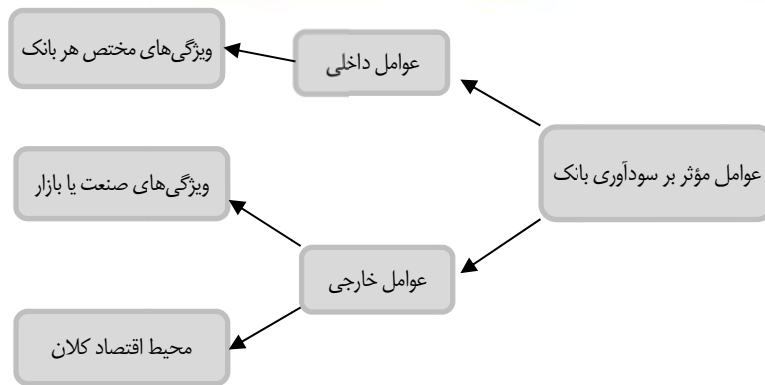 عوامل مؤثر بر سودآوری بانک
عوامل داخلی
ویژگی‌های مختص هر بانک
عوامل خارجی
ویژگی‌های صنعت یا بازار
محیط اقتصاد کلان